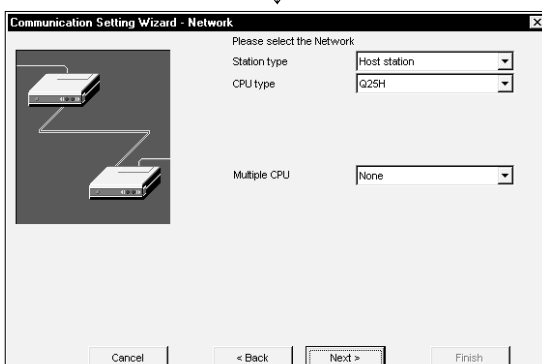 Communication Setting Wizard - Network
Please select the Network
Station type Host station
CPU type Q25H
Multiple CPU None
Cancel < Back Next > Finish